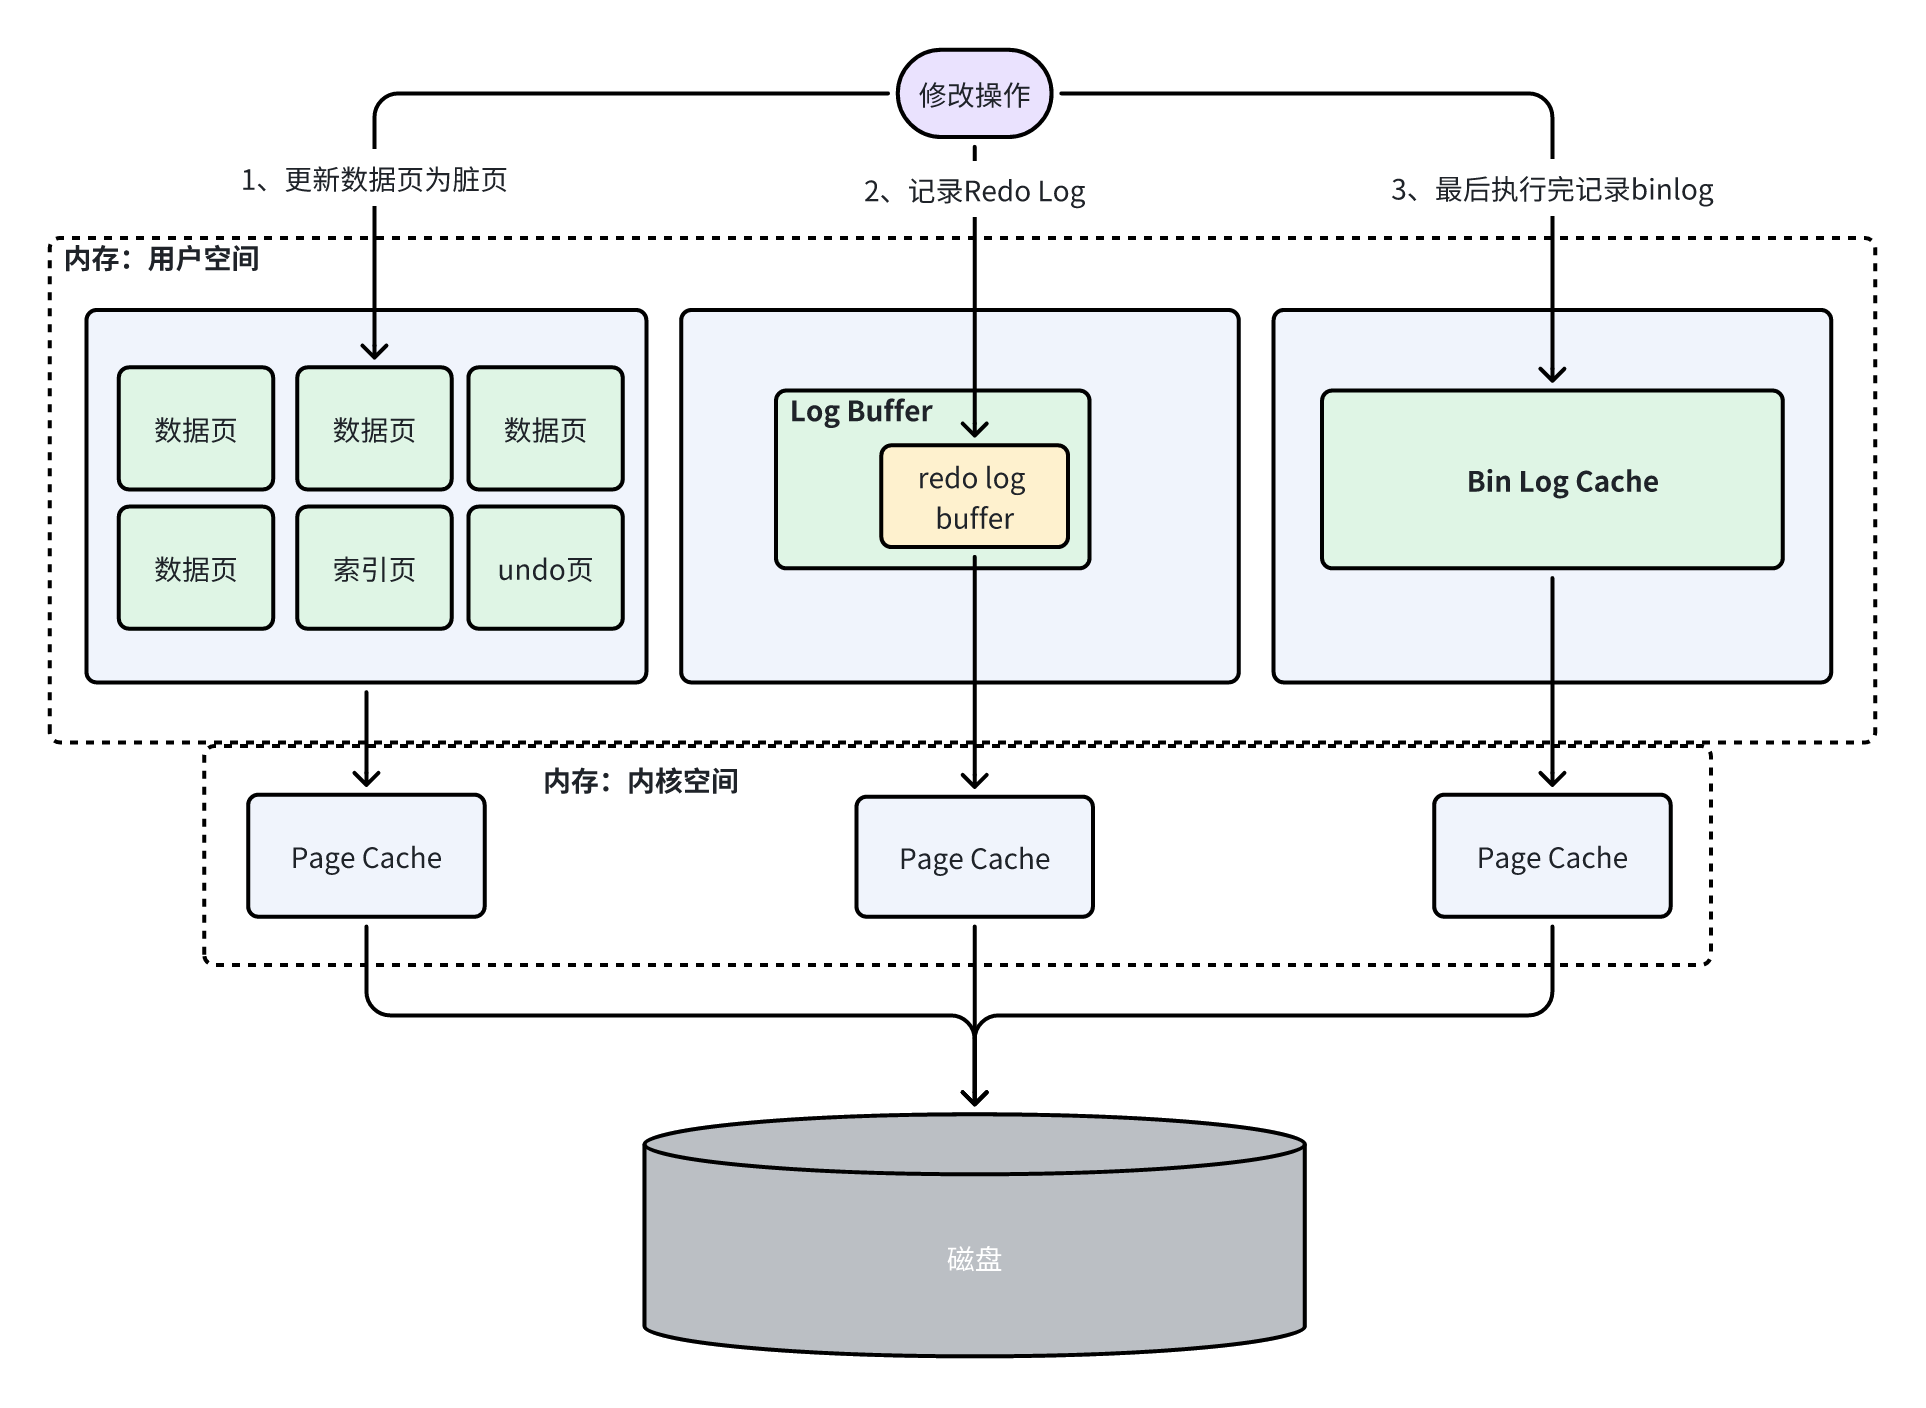 修改操作
1、更新数据页为脏页
2、记录Redo Log
3、最后执行完记录binlog
内存：用户空间
数据页
数据页
数据页
数据页
索引页
undo页
Log Buffer
redo log
buffer
Bin Log Cache
内存：内核空间
Page Cache
Page Cache
Page Cache
磁盘